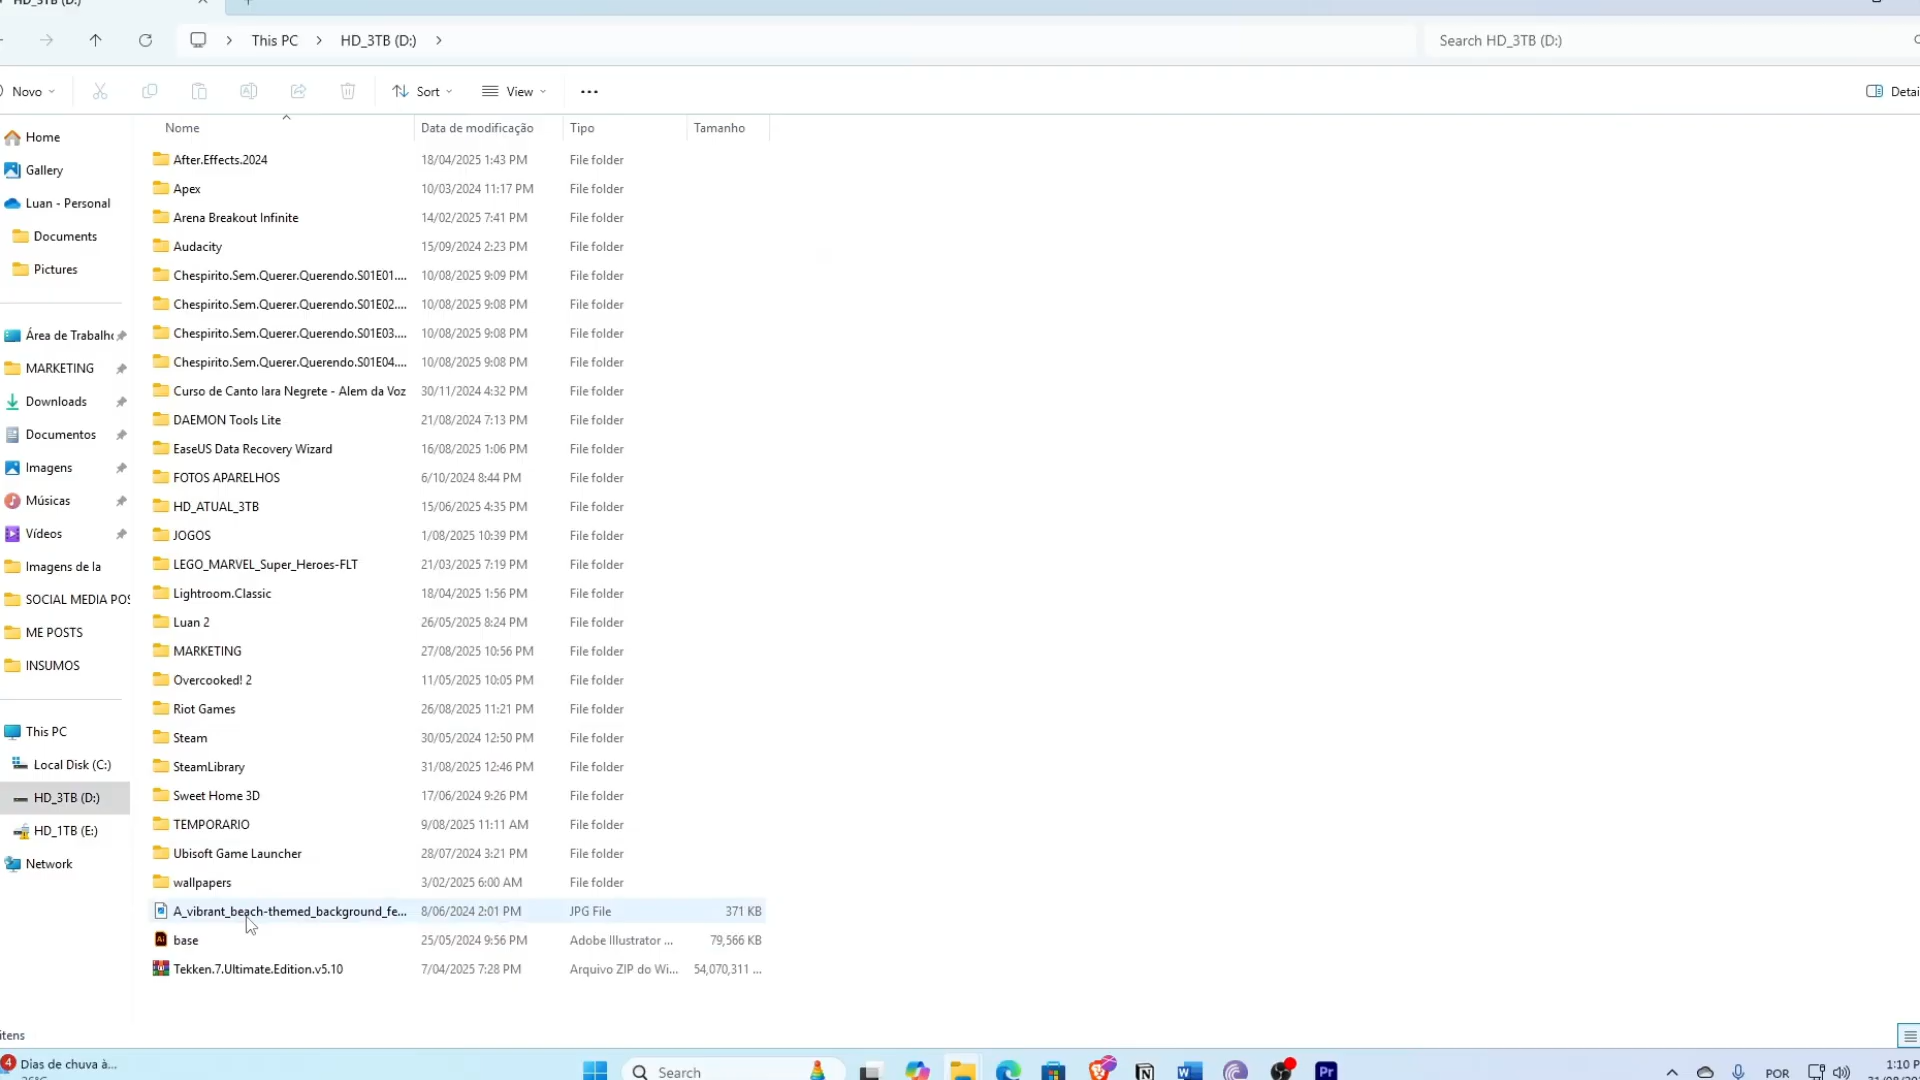 HD_3TB (D:)
This PC > HD_3TB (D:) >
Search HD_3TB (D:)
Novo
Sort
View
Detai
Nome Data de modificação Tipo Tamanho
Home
Gallery
Luan - Personal
Documents
Pictures
Área de Trabalho
MARKETING
Downloads
Documentos
Imagens
Músicas
Vídeos
Imagens de la
SOCIAL MEDIA POS
ME POSTS
INSUMOS
This PC
Local Disk (C:)
HD_3TB (D:)
HD_1TB (E:)
Network
After.Effects.2024 18/04/2025 1:43 PM File folder
Apex 10/03/2024 11:17 PM File folder
Arena Breakout Infinite 14/02/2025 7:41 PM File folder
Audacity 15/09/2024 2:23 PM File folder
Chespirito.Sem.Querer.Querendo.S01E01.... 10/08/2025 9:09 PM File folder
Chespirito.Sem.Querer.Querendo.S01E02.... 10/08/2025 9:08 PM File folder
Chespirito.Sem.Querer.Querendo.S01E03.... 10/08/2025 9:08 PM File folder
Chespirito.Sem.Querer.Querendo.S01E04.... 10/08/2025 9:08 PM File folder
Curso de Canto Iara Negrete - Alem da Voz 30/11/2024 4:32 PM File folder
DAEMON Tools Lite 21/08/2024 7:13 PM File folder
EaseUS Data Recovery Wizard 16/08/2025 1:06 PM File folder
FOTOS APARELHOS 6/10/2024 8:44 PM File folder
HD_ATUAL_3TB 15/06/2025 4:35 PM File folder
JOGOS 1/08/2025 10:39 PM File folder
LEGO_MARVEL_Super_Heroes-FLT 21/03/2025 7:19 PM File folder
Lightroom.Classic 18/04/2025 1:56 PM File folder
Luan 2 26/05/2025 8:24 PM File folder
MARKETING 27/08/2025 10:56 PM File folder
Overcooked! 2 11/05/2025 10:05 PM File folder
Riot Games 26/08/2025 11:21 PM File folder
Steam 30/05/2024 12:50 PM File folder
SteamLibrary 31/08/2025 12:46 PM File folder
Sweet Home 3D 17/06/2024 9:26 PM File folder
TEMPORARIO 9/08/2025 11:11 AM File folder
Ubisoft Game Launcher 28/07/2024 3:21 PM File folder
wallpapers 3/02/2025 6:00 AM File folder
A_vibrant_beach-themed_background_fe... 8/06/2024 2:01 PM JPG File 371 KB
base 25/05/2024 9:56 PM Adobe Illustrator ... 79,566 KB
Tekken.7.Ultimate.Edition.v5.10 7/04/2025 7:28 PM Arquivo ZIP do Wi... 54,070,311 ...
itens
4 Dias de chuva à...
Search
POR
1:10 P